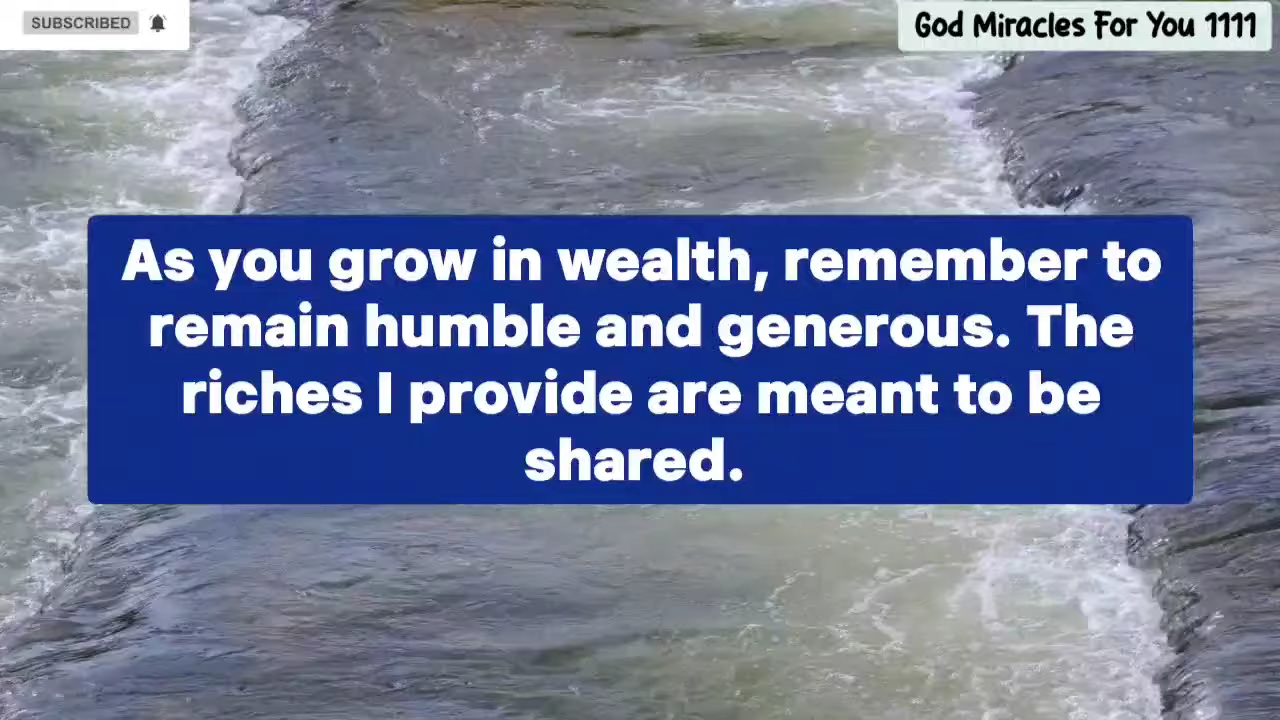 SUBSCRIBED
God Miracles For You 1111
As you grow in wealth, remember to
remain humble and generous. The
riches I provide are meant to be
shared.